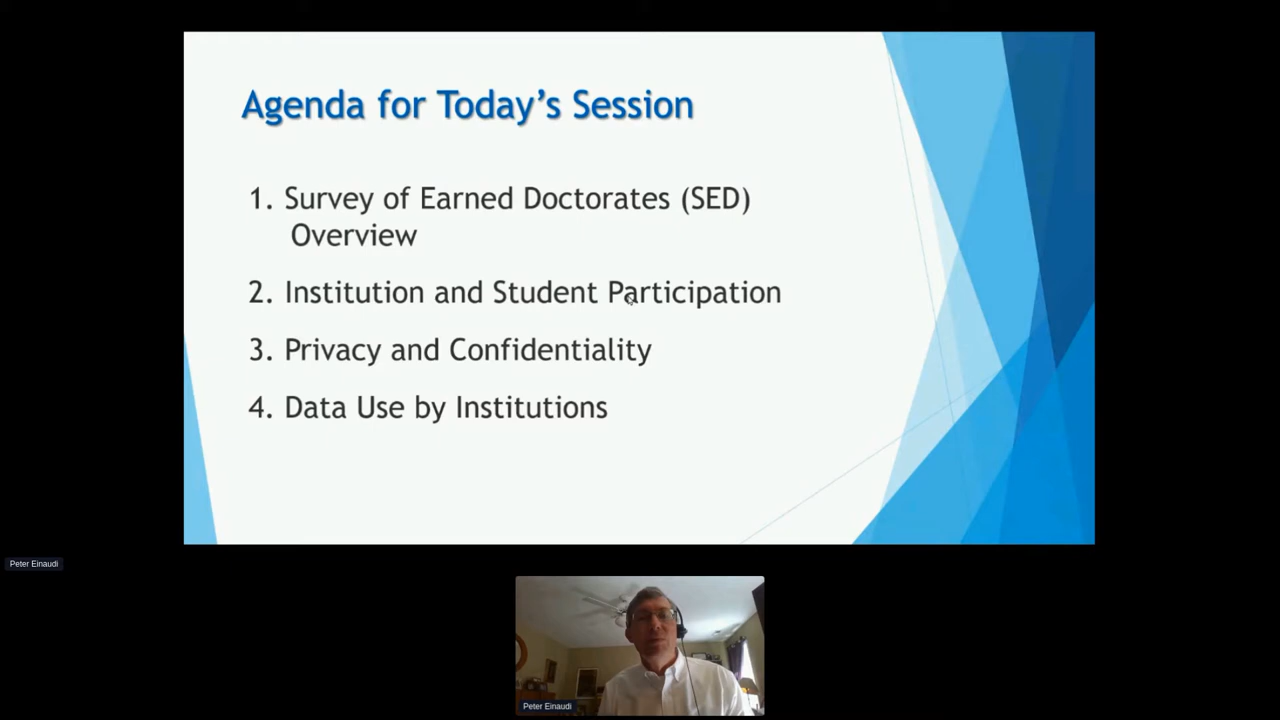 Agenda for Today's Session
1. Survey of Earned Doctorates (SED)
Overview
2. Institution and Student Participation
3. Privacy and Confidentiality
4. Data Use by Institutions
Peter Einaudi
Peter Einaudi